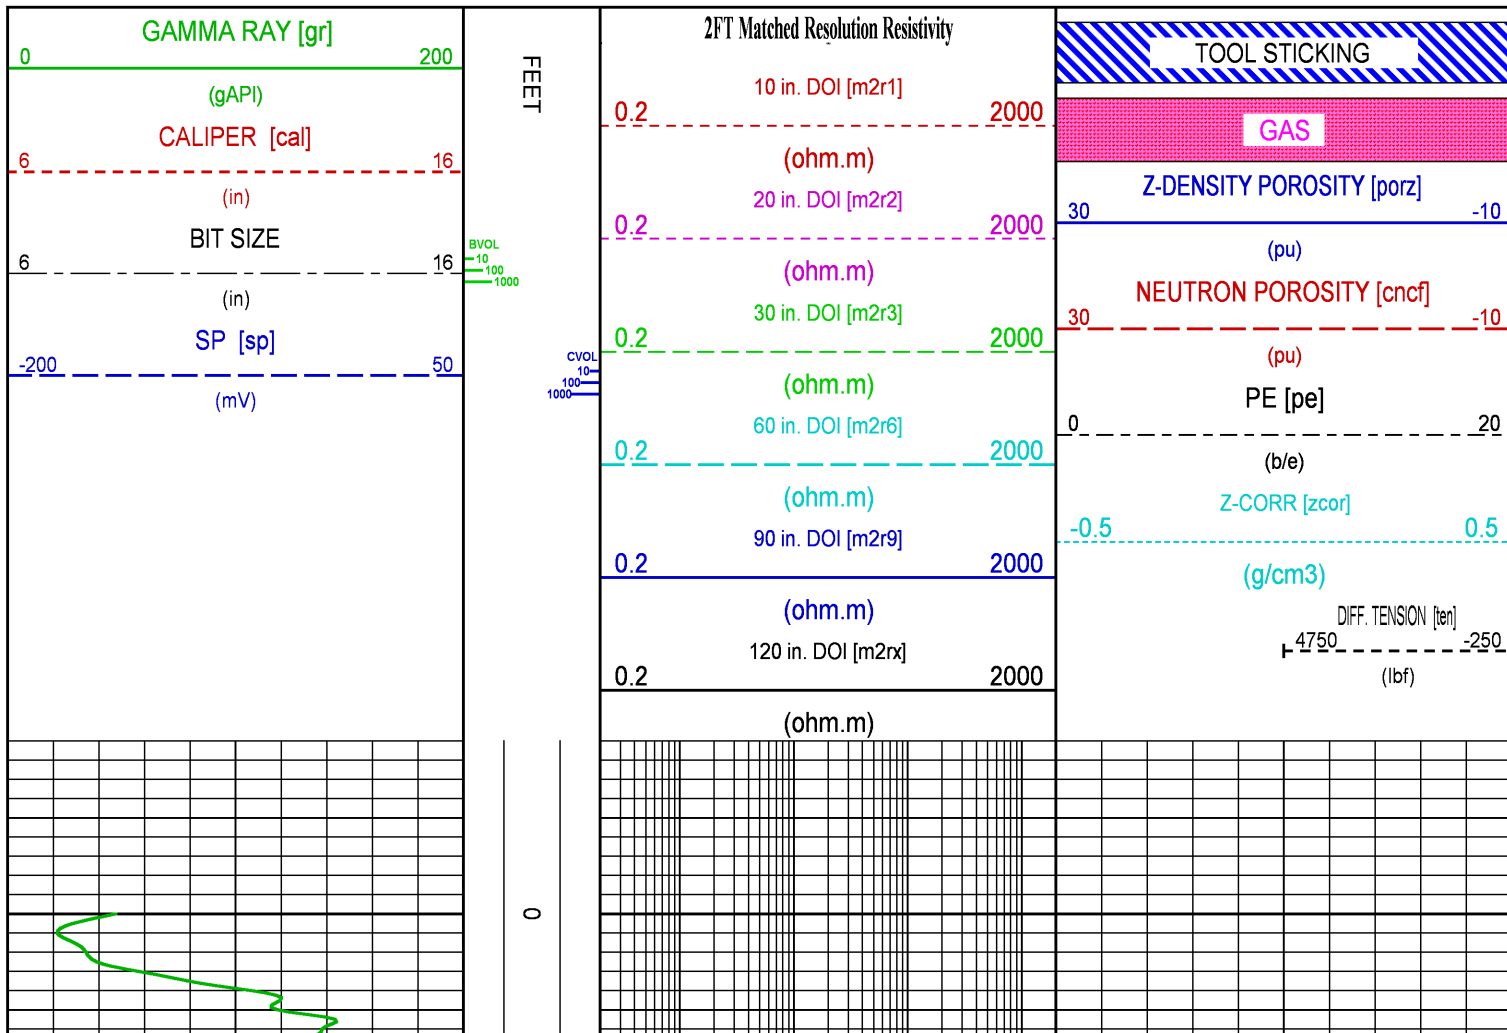 GAMMA RAY [gr]
0 200
(gAPI)
CALIPER [cal]
6 16
(in)
BIT SIZE
6 16
(in)
SP [sp]
-200 50
(mV)
FEET
BVOL
10
100
1000
CVOL
10
100
1000
0
2FT Matched Resolution Resistivity
10 in. DOI [m2r1]
0.2 2000
(ohm.m)
20 in. DOI [m2r2]
0.2 2000
(ohm.m)
30 in. DOI [m2r3]
0.2 2000
(ohm.m)
60 in. DOI [m2r6]
0.2 2000
(ohm.m)
90 in. DOI [m2r9]
0.2 2000
(ohm.m)
120 in. DOI [m2rx]
0.2 2000
(ohm.m)
TOOL STICKING
GAS
Z-DENSITY POROSITY [porz]
30 -10
(pu)
NEUTRON POROSITY [cncf]
30 -10
(pu)
PE [pe]
0 20
(b/e)
Z-CORR [zcor]
-0.5 0.5
(g/cm3)
DIFF. TENSION [ten]
4750 -250
(lbf)